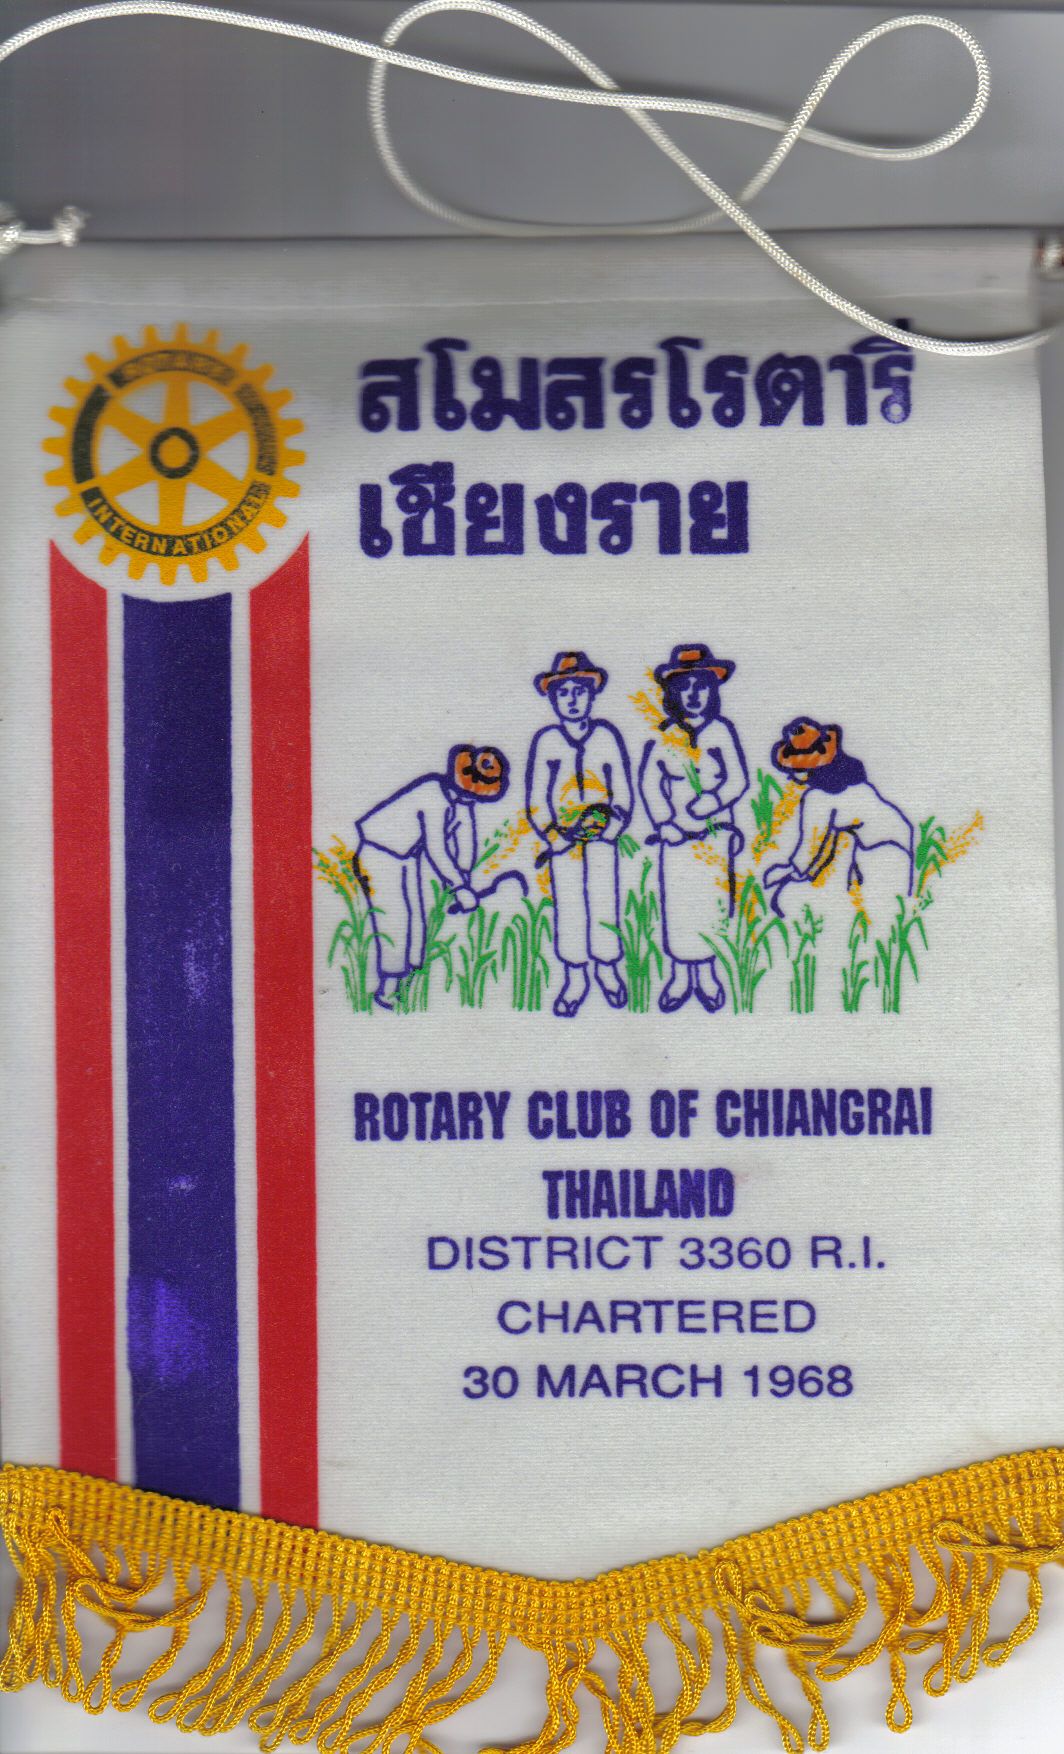 INTERNATIONAL
สโมสรโรตารี่
เชียงราย
ROTARY CLUB OF CHIANGRAI
THAILAND
DISTRICT 3360 R.I.
CHARTERED
30 MARCH 1968